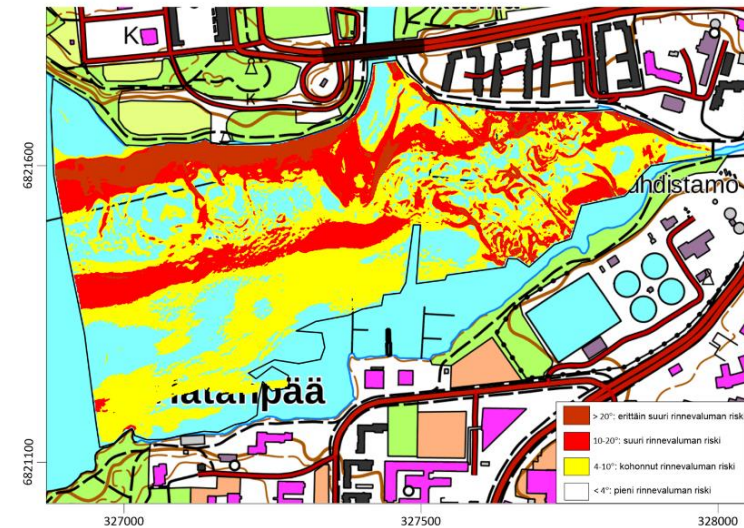 K
K
6821600
uhdistamo
Hatanpää
> 20°: erittäin suuri rinnevaluman riski
10-20°: suuri rinnevaluman riski
4-10°: kohonnut rinnevaluman riski
< 4°: pieni rinnevaluman riski
6821100
327000
327500
328000